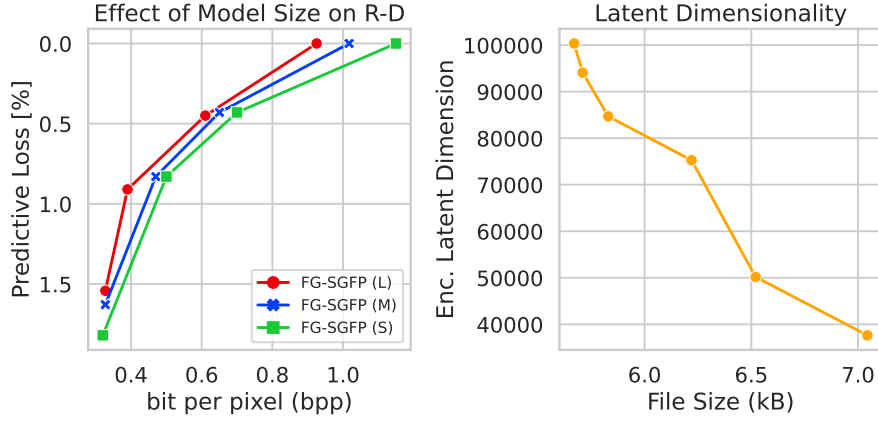 Effect of Model Size on R-D
Predictive Loss [%]
0.0
0.5
1.0
1.5
FG-SGFP (L)
FG-SGFP (M)
FG-SGFP (S)
0.4 0.6 0.8 1.0
bit per pixel (bpp)
Latent Dimensionality
Enc. Latent Dimension
100000
90000
80000
70000
60000
50000
40000
6.0 6.5 7.0
File Size (kB)